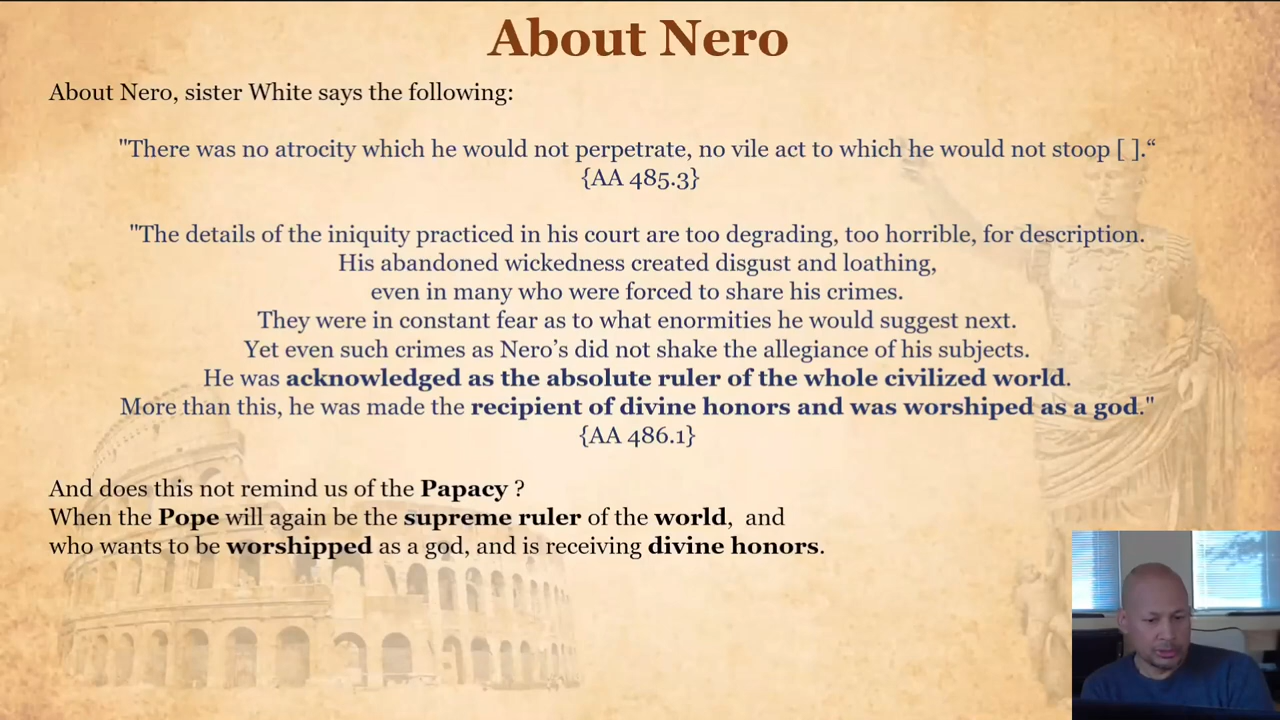 About Nero
About Nero, sister White says the following:
"There was no atrocity which he would not perpetrate, no vile act to which he would not stoop [ ].“
{AA 485.3}
"The details of the iniquity practiced in his court are too degrading, too horrible, for description.
His abandoned wickedness created disgust and loathing,
even in many who were forced to share his crimes.
They were in constant fear as to what enormities he would suggest next.
Yet even such crimes as Nero’s did not shake the allegiance of his subjects.
He was acknowledged as the absolute ruler of the whole civilized world.
More than this, he was made the recipient of divine honors and was worshiped as a god."
{AA 486.1}
And does this not remind us of the Papacy ?
When the Pope will again be the supreme ruler of the world,  and
who wants to be worshipped as a god, and is receiving divine honors.